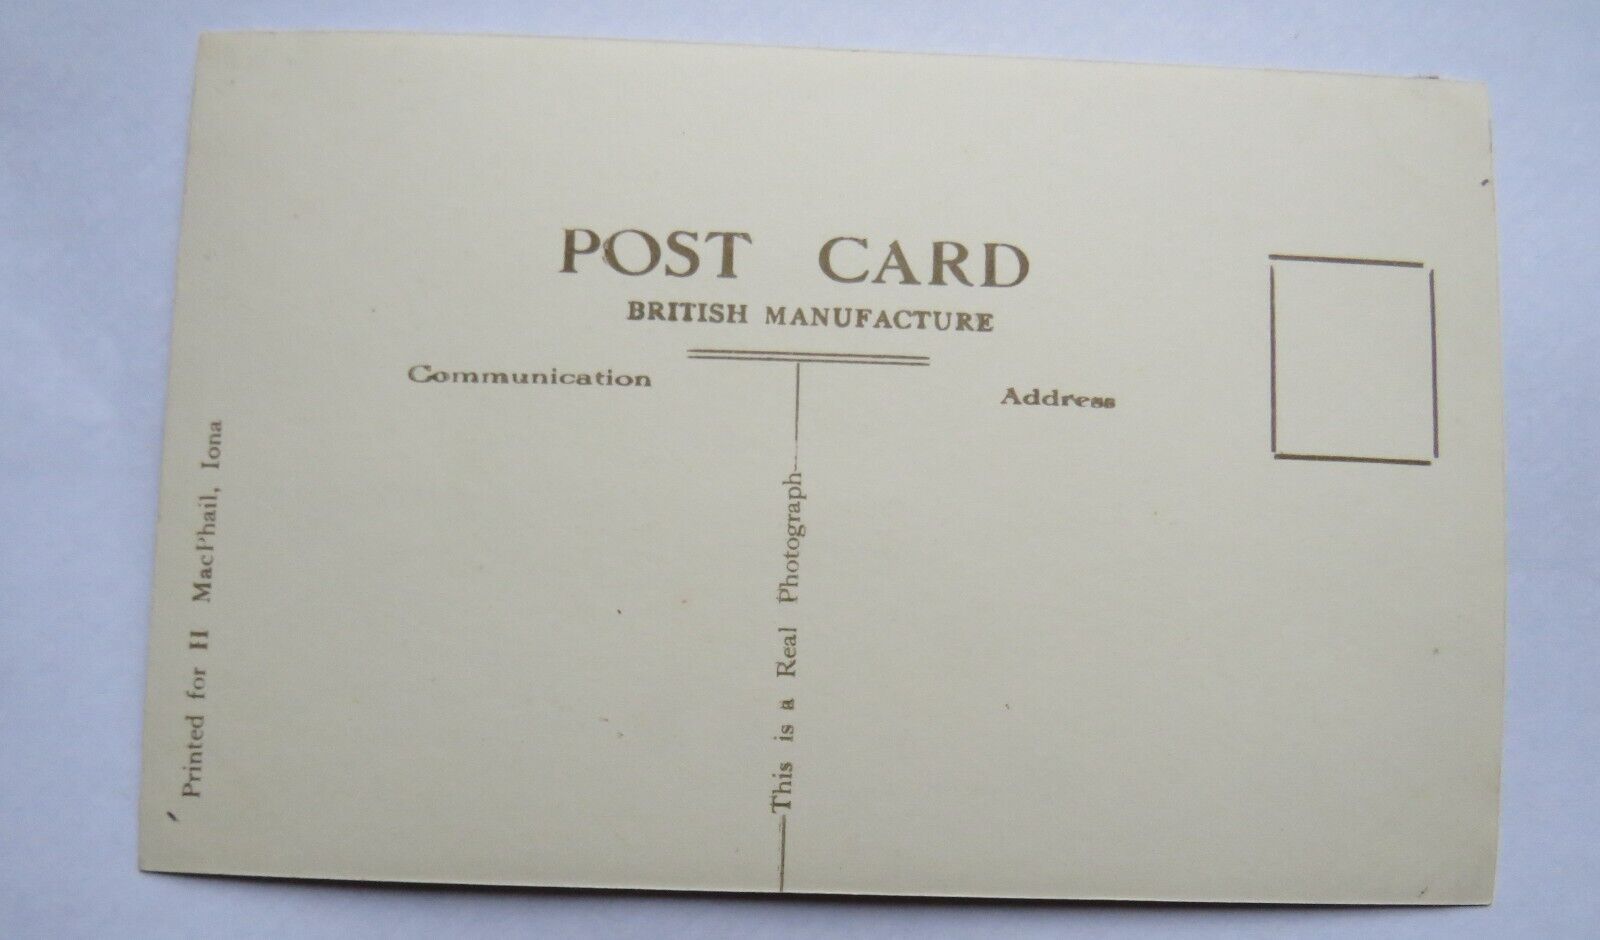 POST CARD
BRITISH MANUFACTURE
Communication
Address
This is a Real Photograph
Printed for H MacPhail, Iona